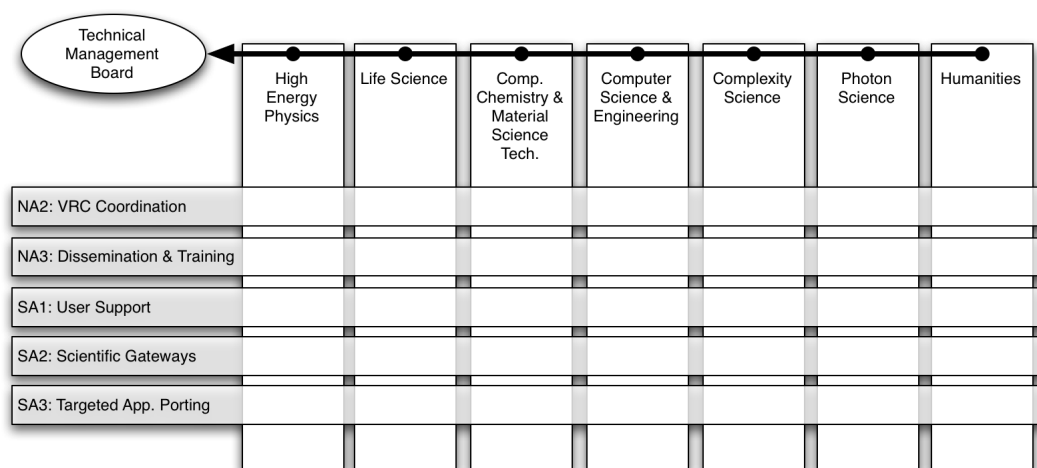 Technical
Management
Board
High
Energy
Physics
Life Science
Comp.
Chemistry &
Material
Science
Tech.
Computer
Science &
Engineering
Complexity
Science
Photon
Science
Humanities
NA2: VRC Coordination
NA3: Dissemination & Training
SA1: User Support
SA2: Scientific Gateways
SA3: Targeted App. Porting